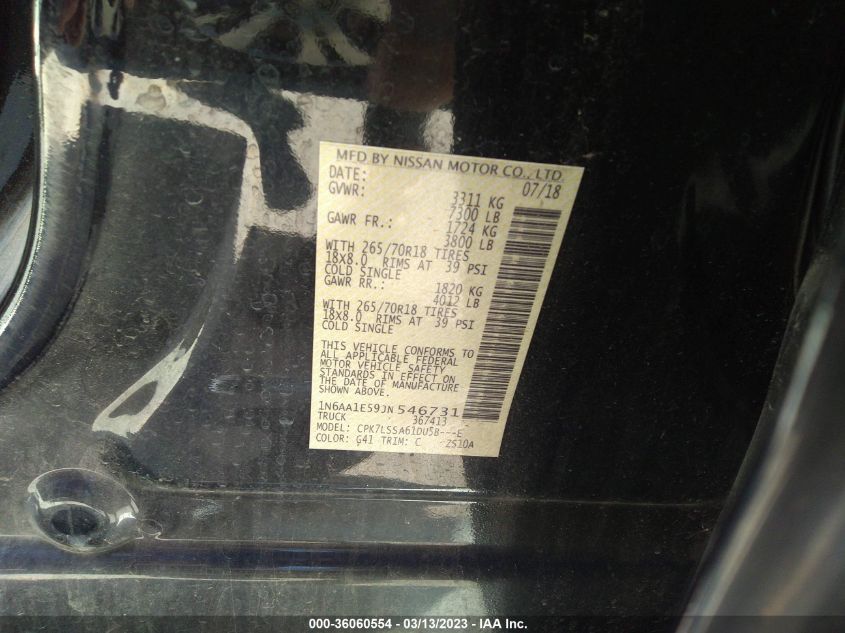 MFD BY NISSAN MOTOR CO., LTD.
DATE: 07/18
GVWR: 3311 KG
7300 LB
GAWR FR.: 1724 KG
3800 LB
WITH 265/70R18 TIRES
18X8.0 RIMS AT 39 PSI
COLD SINGLE
GAWR RR.: 1820 KG
4012 LB
WITH 265/70R18 TIRES
18X8.0 RIMS AT 39 PSI
COLD SINGLE
THIS VEHICLE CONFORMS TO
ALL APPLICABLE FEDERAL
MOTOR VEHICLE SAFETY
STANDARDS IN EFFECT ON
THE DATE OF MANUFACTURE
SHOWN ABOVE.
1N6AA1E59JN546731
TRUCK 367413
MODEL: CPK7LSSA61DU5B---E
COLOR: G41 TRIM: C ZS10A
000-36060554 - 03/13/2023 - IAA Inc.